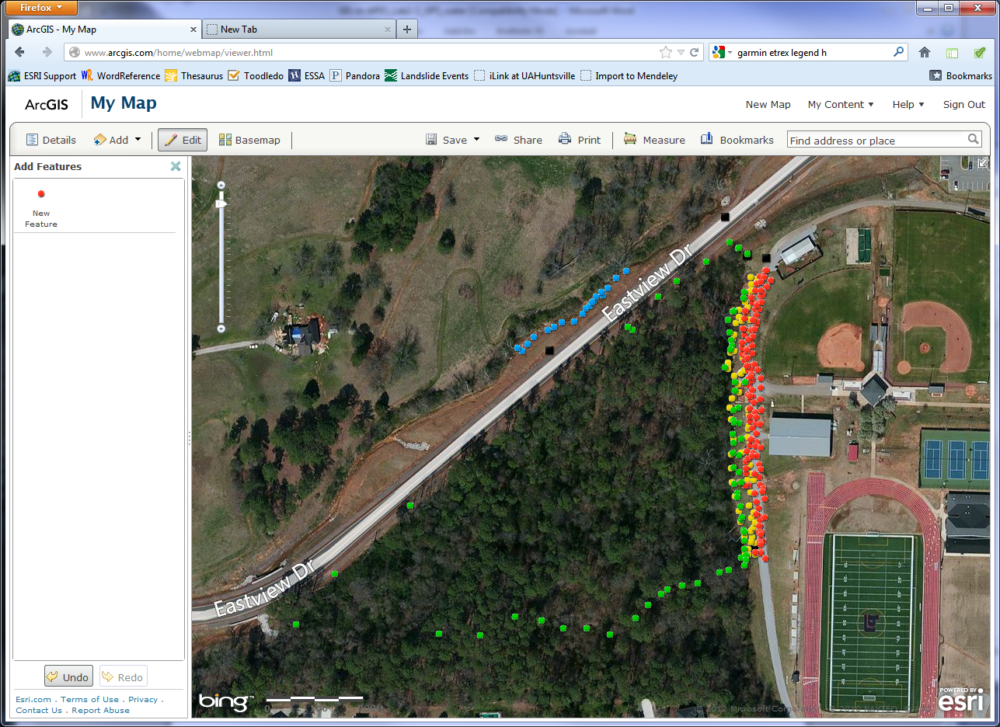 Firefox
ArcGIS - My Map
New Tab
www.arcgis.com/home/webmap/viewer.html
garmin etrex legend h
ESRI Support
WordReference
Thesaurus
Toodledo
ESSA
Pandora
Landslide Events
iLink at UAHuntsville
Import to Mendeley
Bookmarks
ArcGIS
My Map
New Map
My Content
Help
Sign Out
Details
Add
Edit
Basemap
Save
Share
Print
Measure
Bookmarks
Find address or place
Add Features
New
Feature
Eastview Dr
Eastview Dr
Undo
Redo
Esri.com . Terms of Use . Privacy .
Contact Us . Report Abuse
bing™
POWERED BY
esri
© 2012 Microsoft